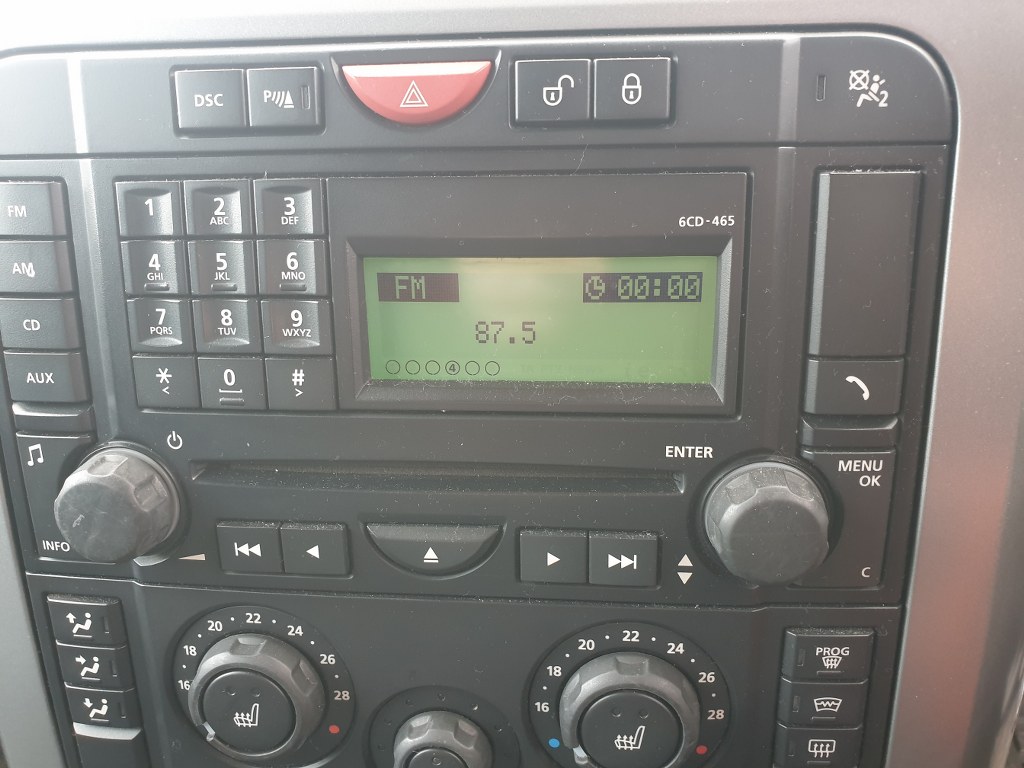 DSC
P
2
FM
AM
CD
AUX
1
2 ABC
3 DEF
4 GHI
5 JKL
6 MNO
7 PQRS
8 TUV
9 WXYZ
* <
0
# >
6CD-465
FM 00:00
87.5
4
INFO
ENTER
MENU
OK
C
16 18 20 22 24 26 28
16 18 20 22 24 26 28
PROG